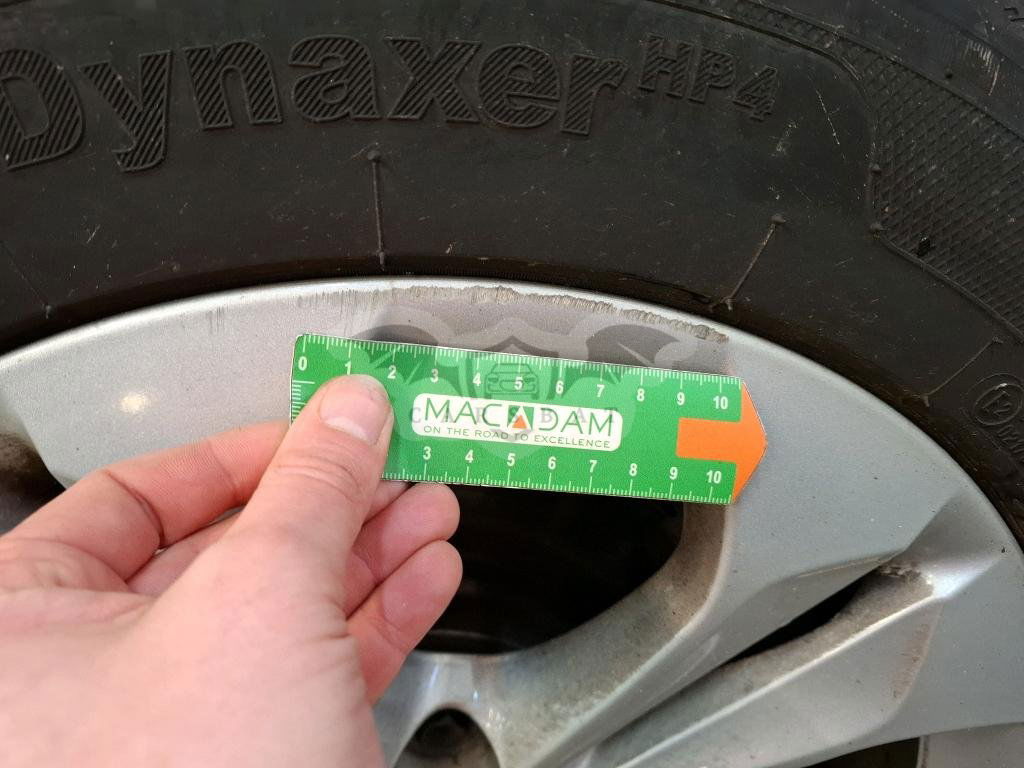 Dynaxer HP4
0 1 2 3 4 5 6 7 8 9 10
MACADAM
CARSBAT
ON THE ROAD TO EXCELLENCE
3 4 5 6 7 8 9 10